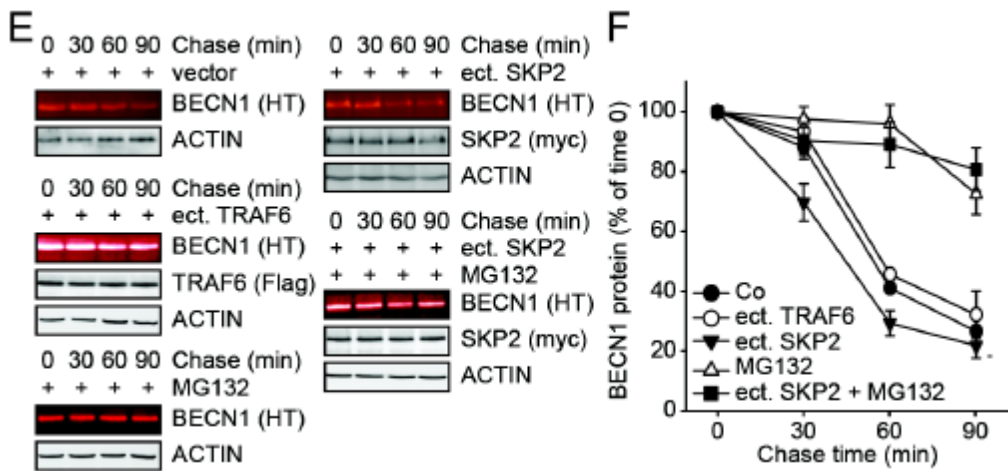 E
0 30 60 90 Chase (min)
+ + + + vector
BECN1 (HT)
ACTIN
0 30 60 90 Chase (min)
+ + + + ect. TRAF6
BECN1 (HT)
TRAF6 (Flag)
ACTIN
0 30 60 90 Chase (min)
+ + + + MG132
BECN1 (HT)
ACTIN
0 30 60 90 Chase (min)
+ + + + ect. SKP2
BECN1 (HT)
SKP2 (myc)
ACTIN
0 30 60 90 Chase (min)
+ + + + ect. SKP2
+ + + + MG132
BECN1 (HT)
SKP2 (myc)
ACTIN
F
BECN1 protein (% of time 0)
100
80
60
40
20
0
Co
ect. TRAF6
ect. SKP2
MG132
ect. SKP2 + MG132
0 30 60 90
Chase time (min)